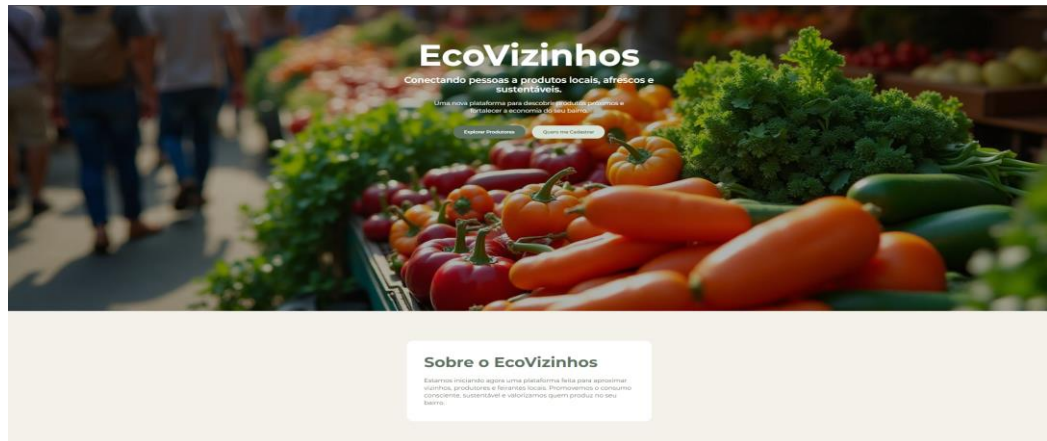 EcoVizinhos
Conectando pessoas a produtos locais, afrescos e
sustentáveis.
Uma nova plataforma para descobrir produtos próximos e
fortalecer a economia do seu bairro.
Explorar Produtores
Quero me Cadastrar
Sobre o EcoVizinhos
Estamos iniciando agora uma plataforma feita para aproximar
vizinhos, produtores e feirantes locais. Promovemos o consumo
consciente, sustentável e valorizamos quem produz no seu
bairro.